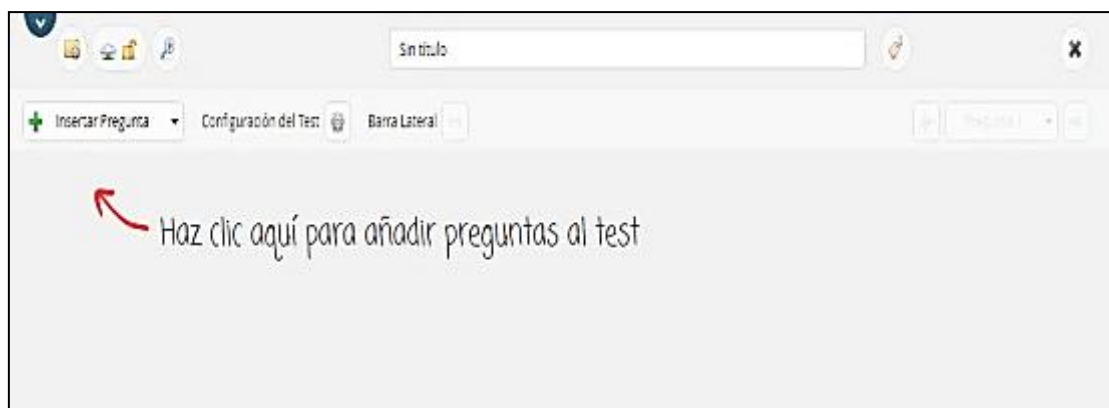 Sin título
Insertar Pregunta Configuración del Test Barra Lateral
Haz clic aquí para añadir preguntas al test